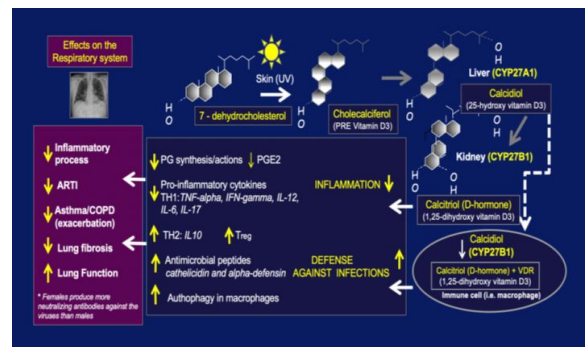 Effects on the
Respiratory system
Skin (UV)
7 - dehydrocholesterol
Cholecalciferol
(PRE Vitamin D3)
Liver (CYP27A1)
Calcidiol
(25-hydroxy vitamin D3)
Kidney (CYP27B1)
Calcitriol (D-hormone)
(1,25-dihydroxy vitamin D3)
Calcidiol
(CYP27B1)
Calcitriol (D-hormone) + VDR
(1,25-dihydroxy vitamin D3)
Immune cell (i.e. macrophage)
↓ PG synthesis/actions ↓ PGE2
↓ Pro-inflammatory cytokines
TH1:TNF-alpha, IFN-gamma, IL-12,
IL-6, IL-17
INFLAMMATION ↓
↑ TH2: IL10 ↑ Treg
↑ Antimicrobial peptides
cathelicidin and alpha-defensin
↑ Authophagy in macrophages
DEFENSE
AGAINST INFECTIONS ↑
↓ Inflammatory
process
↓ ARTI
↓ Asthma/COPD
(exacerbation)
↓ Lung fibrosis
↑ Lung Function
* Females produce more
neutralizing antibodies against the
viruses than males
H
O
H
O
H
O
H
O
OH
OH